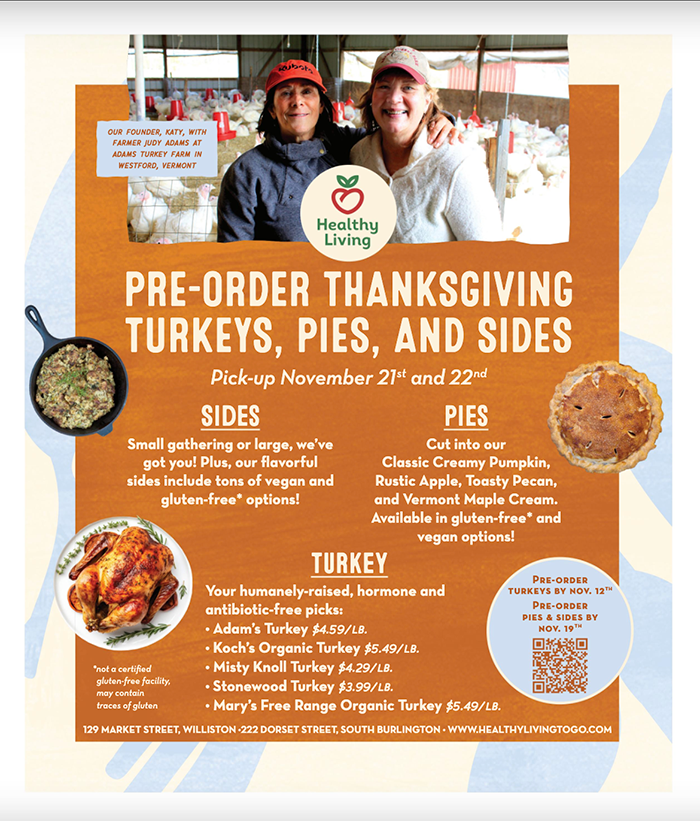 OUR FOUNDER, KATY, WITH
FARMER JUDY ADAMS AT
ADAMS TURKEY FARM IN
WESTFORD, VERMONT
Healthy
Living
PRE-ORDER THANKSGIVING
TURKEYS, PIES, AND SIDES
Pick-up November 21st and 22nd
SIDES
Small gathering or large, we've
got you! Plus, our flavorful
sides include tons of vegan and
gluten-free* options!
PIES
Cut into our
Classic Creamy Pumpkin,
Rustic Apple, Toasty Pecan,
and Vermont Maple Cream.
Available in gluten-free* and
vegan options!
TURKEY
Your humanely-raised, hormone and
antibiotic-free picks:
• Adam's Turkey $4.59/LB.
• Koch's Organic Turkey $5.49/LB.
• Misty Knoll Turkey $4.29/LB.
• Stonewood Turkey $3.99/LB.
• Mary's Free Range Organic Turkey $5.49/LB.
PRE-ORDER
TURKEYS BY NOV. 12TH
PRE-ORDER
PIES & SIDES BY
NOV. 19TH
*not a certified
gluten-free facility,
may contain
traces of gluten
129 MARKET STREET, WILLISTON •222 DORSET STREET, SOUTH BURLINGTON • WWW.HEALTHYLIVINGTOGO.COM